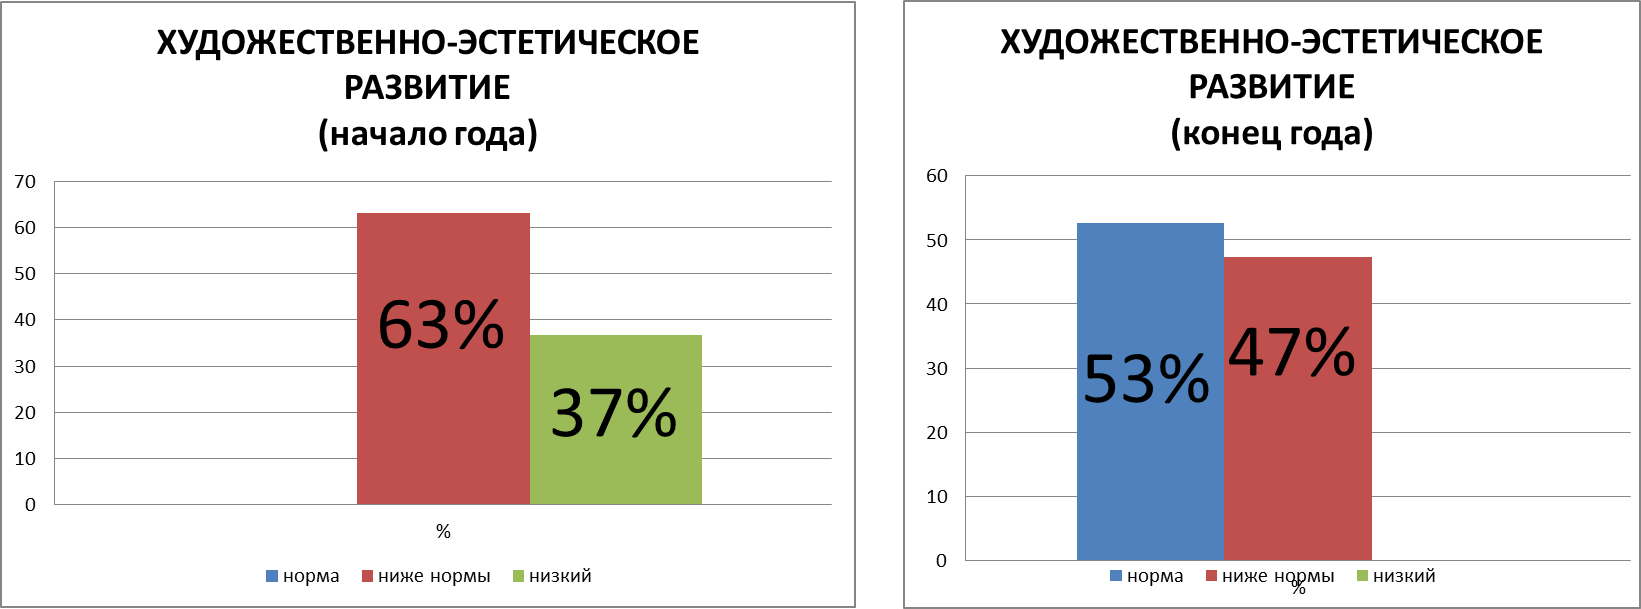 ХУДОЖЕСТВЕННО-ЭСТЕТИЧЕСКОЕ
РАЗВИТИЕ
(начало года)
70
60
50
40
30
20
10
0
63%
37%
%
норма ниже нормы низкий
ХУДОЖЕСТВЕННО-ЭСТЕТИЧЕСКОЕ
РАЗВИТИЕ
(конец года)
60
50
40
30
20
10
0
53%
47%
норма ниже нормы низкий
%